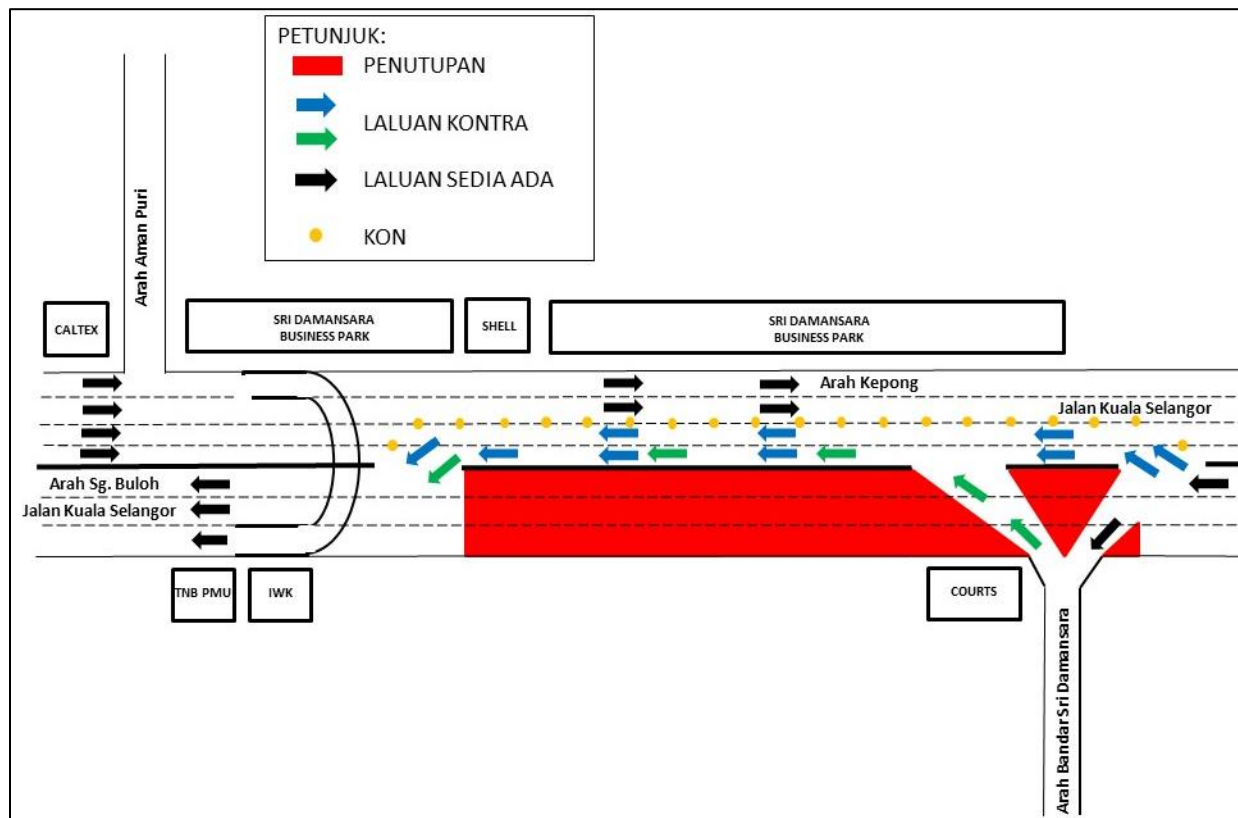 PETUNJUK:
PENUTUPAN
LALUAN KONTRA
LALUAN SEDIA ADA
KON
Arah Aman Puri
CALTEX
SRI DAMANSARA
BUSINESS PARK
SHELL
SRI DAMANSARA
BUSINESS PARK
Arah Kepong
Jalan Kuala Selangor
Arah Sg. Buloh
Jalan Kuala Selangor
TNB PMU
IWK
COURTS
Arah Bandar Sri Damansara